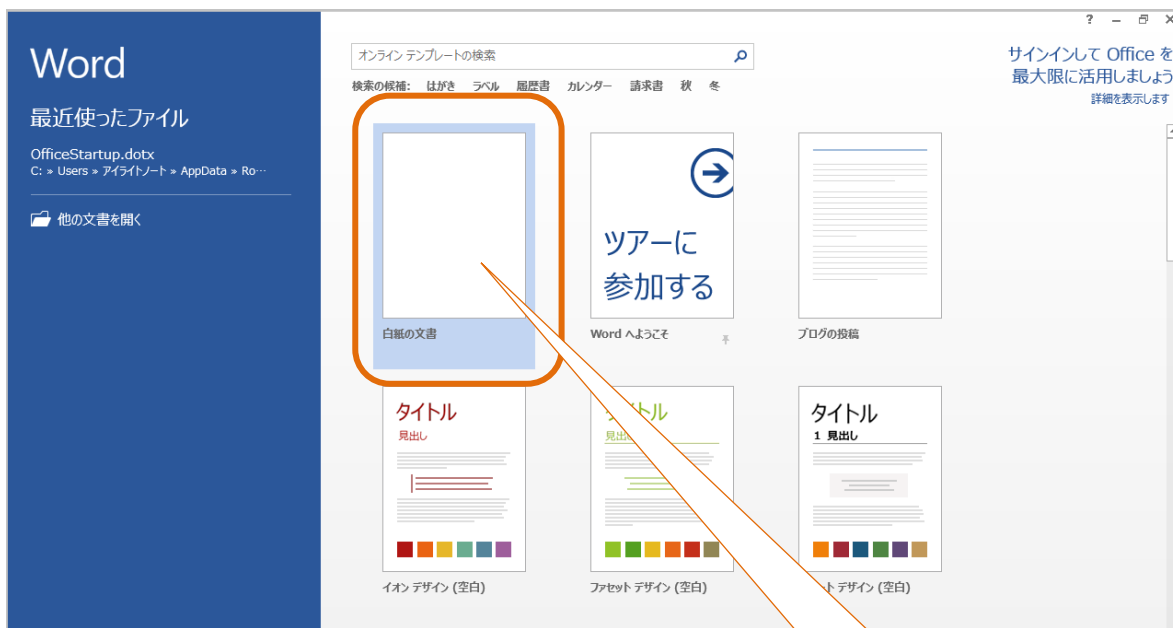 Word
最近使ったファイル
OfficeStartup.dotx
C: » Users » アイライトノート » AppData » Ro…
他の文書を開く
?
オンライン テンプレートの検索
検索の候補: はがき ラベル 履歴書 カレンダー 請求書 秋 冬
サインインして Office を
最大限に活用しましょう
詳細を表示します
白紙の文書
ツアーに
参加する
Word へようこそ
ブログの投稿
タイトル
見出し
イオン デザイン (空白)
ファセット デザイン (空白)
タイトル
1 見出し
デザイン (空白)